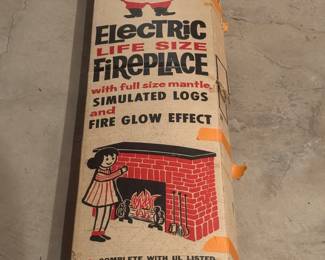 ELECTRIC
LIFE SIZE
FIREPLACE
with full size mantle,
SIMULATED LOGS
and
FIRE GLOW EFFECT
COMPLETE WITH UL LISTED